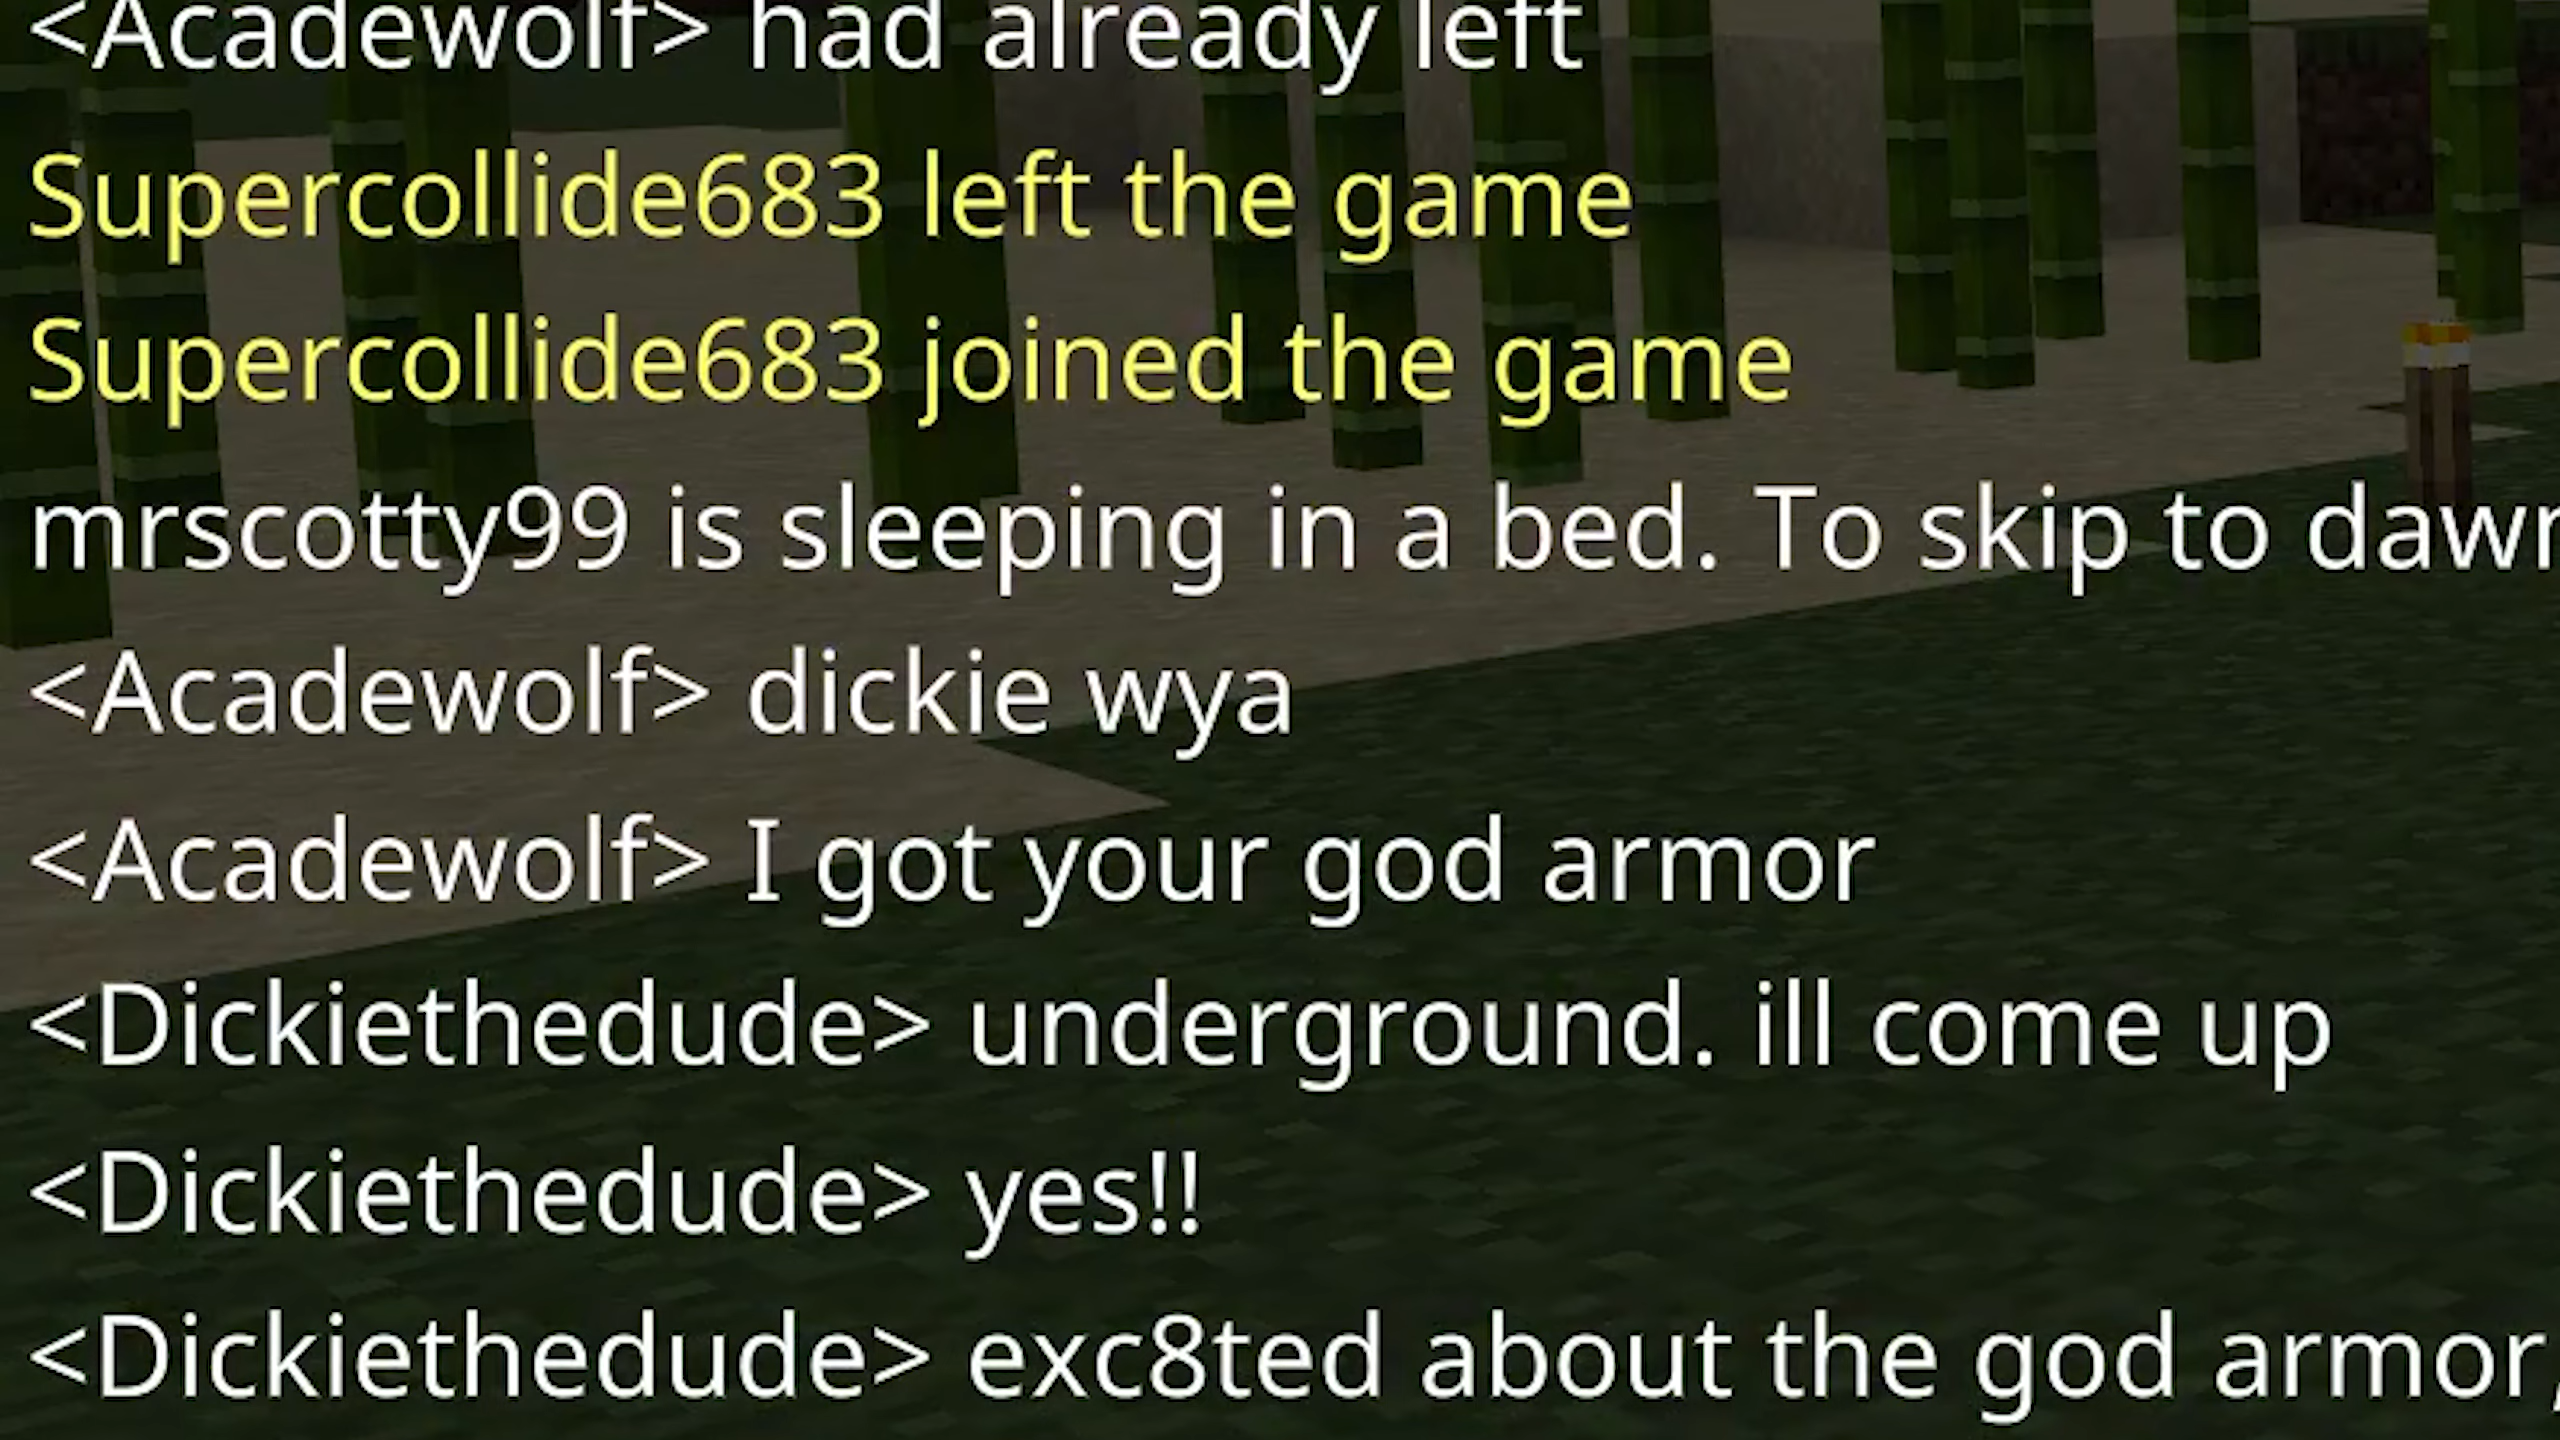 <Acadewolf> had already left
Supercollide683 left the game
Supercollide683 joined the game
mrscotty99 is sleeping in a bed. To skip to dawn
<Acadewolf> dickie wya
<Acadewolf> I got your god armor
<Dickiethedude> underground. ill come up
<Dickiethedude> yes!!
<Dickiethedude> exc8ted about the god armor,